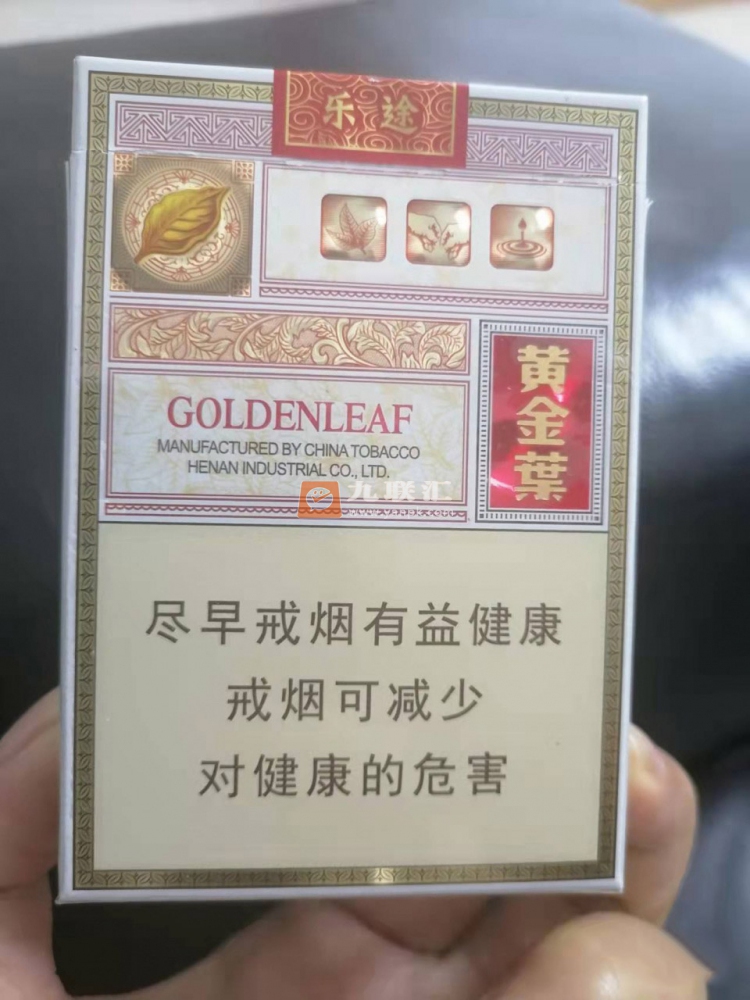 乐途
黄金葉
GOLDENLEAF
MANUFACTURED BY CHINA TOBACCO
HENAN INDUSTRIAL CO., LTD.
九联汇
尽早戒烟有益健康
戒烟可减少
对健康的危害